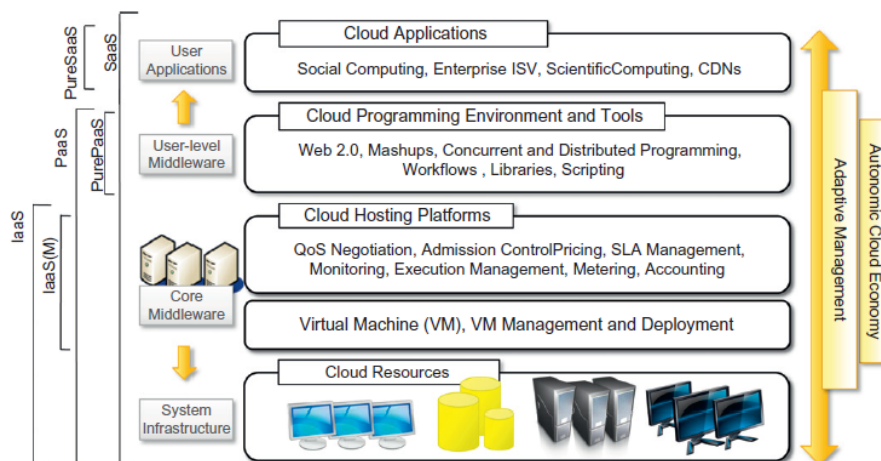 Cloud Applications
User
Applications
Social Computing, Enterprise ISV, ScientificComputing, CDNs
PureSaaS
SaaS
Cloud Programming Environment and Tools
User-level
Middleware
Web 2.0, Mashups, Concurrent and Distributed Programming,
Workflows , Libraries, Scripting
PaaS
PurePaaS
Cloud Hosting Platforms
QoS Negotiation, Admission ControlPricing, SLA Management,
Monitoring, Execution Management, Metering, Accounting
IaaS
IaaS(M)
Core
Middleware
Virtual Machine (VM), VM Management and Deployment
Cloud Resources
System
Infrastructure
Adaptive Management
Autonomic Cloud Economy